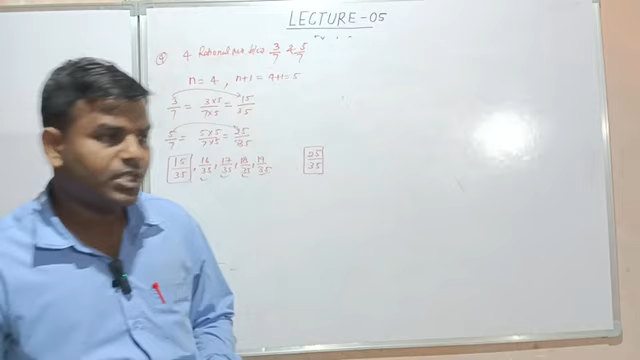 LECTURE-05
Q 4 Rational no. b/w 3/7 & 5/7
n=4 , n+1 = 4+1=5
3/7 = 3×5/7×5 = 15/35
5/7 = 5×5/7×5 = 25/35
15/35 , 16/35 , 17/35 , 18/35 , 19/35 25/35